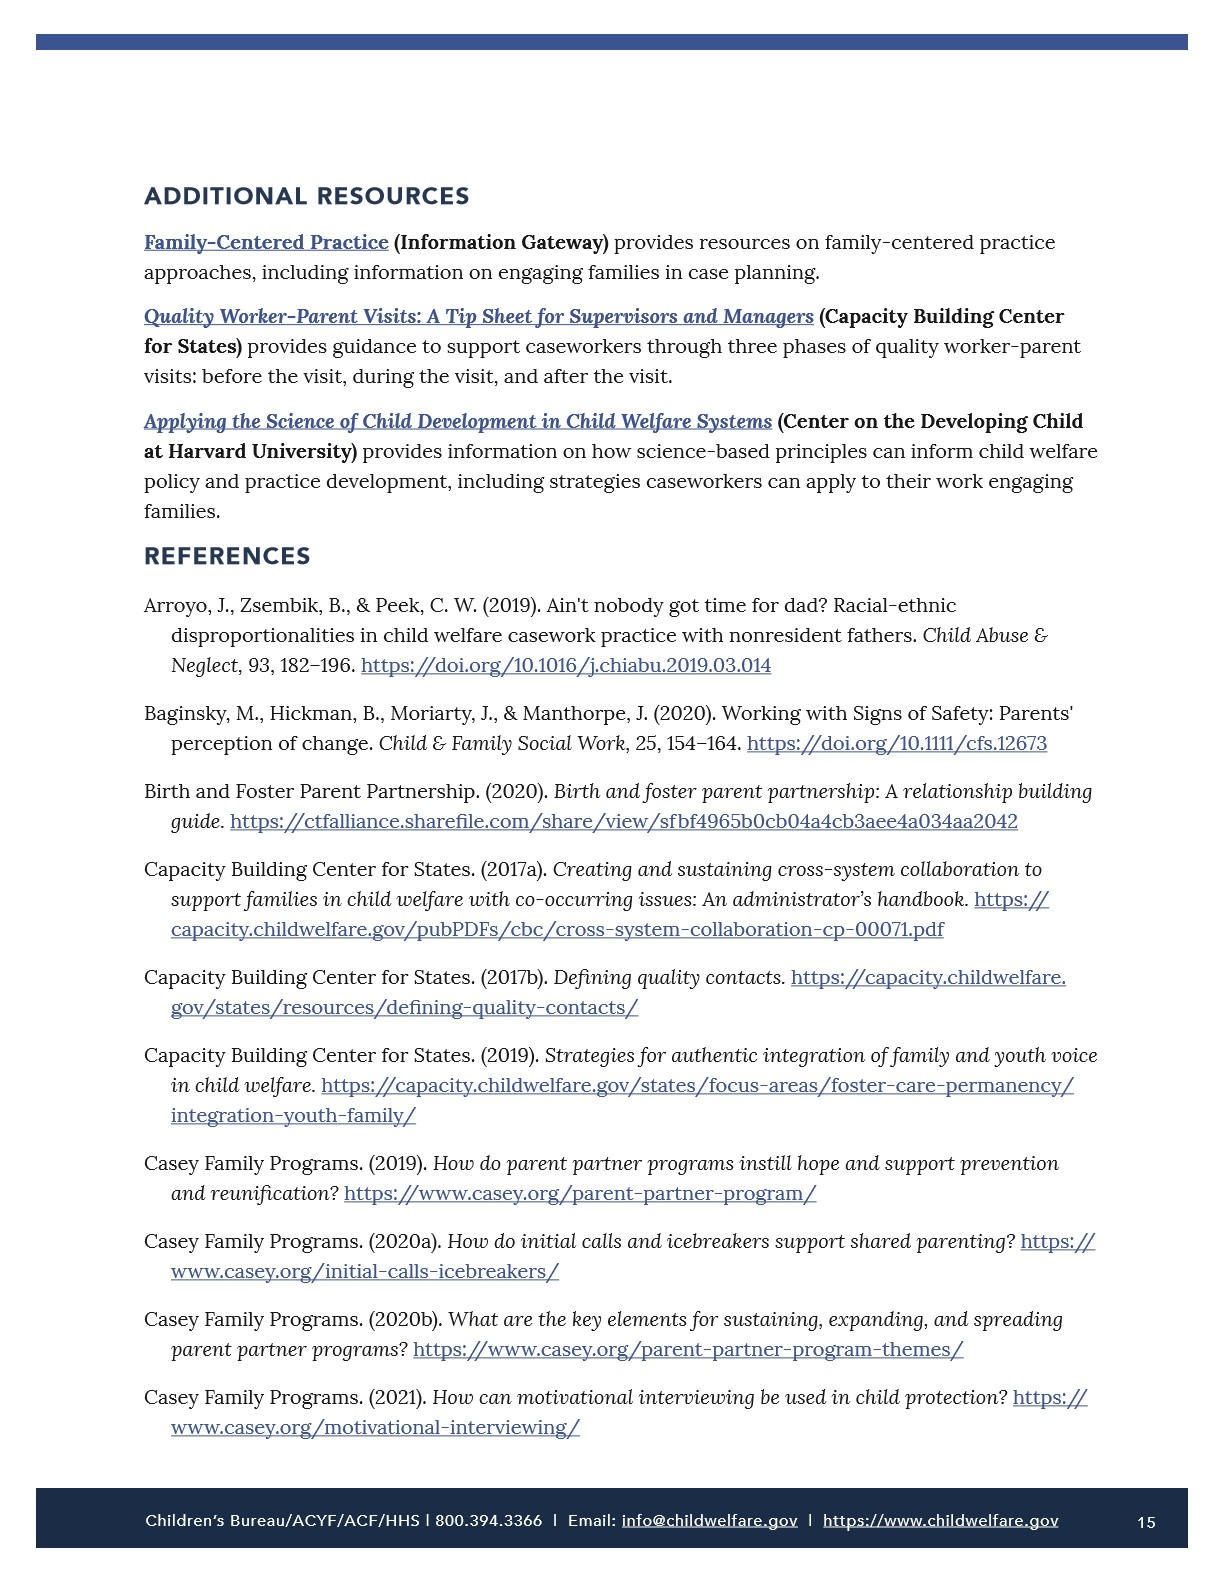 ADDITIONAL RESOURCES
Family-Centered Practice (Information Gateway) provides resources on family-centered practice
approaches, including information on engaging families in case planning.
Quality Worker-Parent Visits: A Tip Sheet for Supervisors and Managers (Capacity Building Center
for States) provides guidance to support caseworkers through three phases of quality worker-parent
visits: before the visit, during the visit, and after the visit.
Applying the Science of Child Development in Child Welfare Systems (Center on the Developing Child
at Harvard University) provides information on how science-based principles can inform child welfare
policy and practice development, including strategies caseworkers can apply to their work engaging
families.
REFERENCES
Arroyo, J., Zsembik, B., & Peek, C. W. (2019). Ain't nobody got time for dad? Racial-ethnic
disproportionalities in child welfare casework practice with nonresident fathers. Child Abuse &
Neglect, 93, 182–196. https://doi.org/10.1016/j.chiabu.2019.03.014
Baginsky, M., Hickman, B., Moriarty, J., & Manthorpe, J. (2020). Working with Signs of Safety: Parents'
perception of change. Child & Family Social Work, 25, 154–164. https://doi.org/10.1111/cfs.12673
Birth and Foster Parent Partnership. (2020). Birth and foster parent partnership: A relationship building
guide. https://ctfalliance.sharefile.com/share/view/sfbf4965b0cb04a4cb3aee4a034aa2042
Capacity Building Center for States. (2017a). Creating and sustaining cross-system collaboration to
support families in child welfare with co-occurring issues: An administrator’s handbook. https://
capacity.childwelfare.gov/pubPDFs/cbc/cross-system-collaboration-cp-00071.pdf
Capacity Building Center for States. (2017b). Defining quality contacts. https://capacity.childwelfare.
gov/states/resources/defining-quality-contacts/
Capacity Building Center for States. (2019). Strategies for authentic integration of family and youth voice
in child welfare. https://capacity.childwelfare.gov/states/focus-areas/foster-care-permanency/
integration-youth-family/
Casey Family Programs. (2019). How do parent partner programs instill hope and support prevention
and reunification? https://www.casey.org/parent-partner-program/
Casey Family Programs. (2020a). How do initial calls and icebreakers support shared parenting? https://
www.casey.org/initial-calls-icebreakers/
Casey Family Programs. (2020b). What are the key elements for sustaining, expanding, and spreading
parent partner programs? https://www.casey.org/parent-partner-program-themes/
Casey Family Programs. (2021). How can motivational interviewing be used in child protection? https://
www.casey.org/motivational-interviewing/
Children’s Bureau/ACYF/ACF/HHS | 800.394.3366 | Email: info@childwelfare.gov | https://www.childwelfare.gov 15